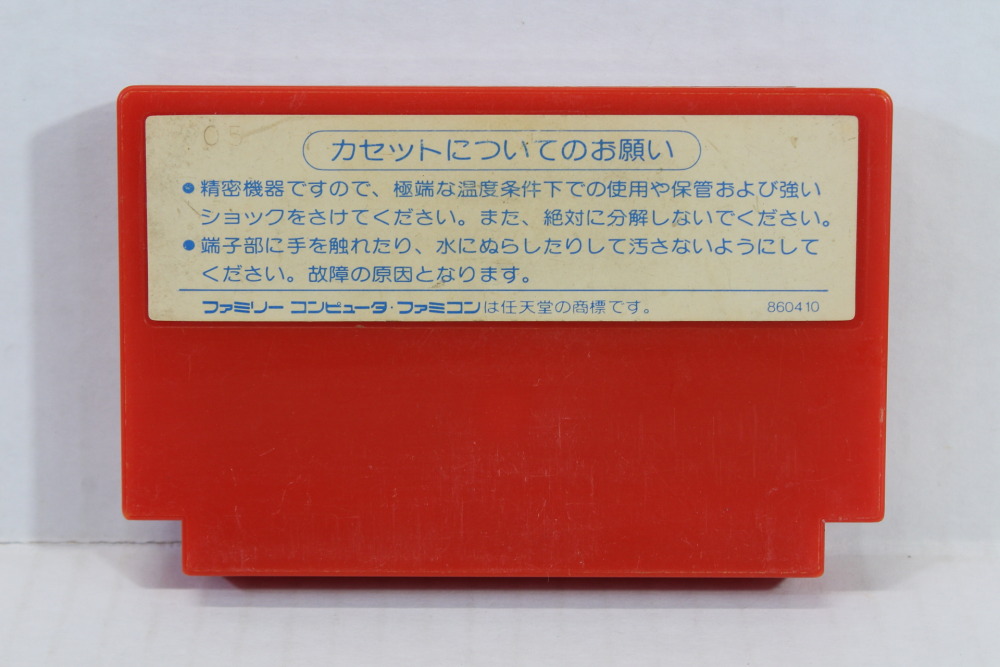 05
カセットについてのお願い
●精密機器ですので、極端な温度条件下での使用や保管および強い
ショックをさけてください。また、絶対に分解しないでください。
●端子部に手を触れたり、水にぬらしたりして汚さないようにして
ください。故障の原因となります。
ファミリー コンピュータ・ファミコンは任天堂の商標です。 860410